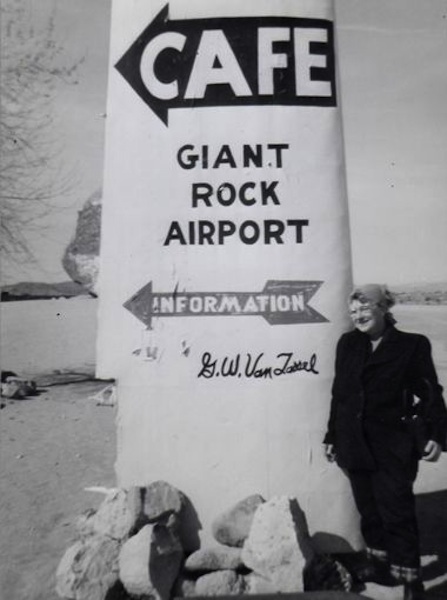 CAFE
GIANT
ROCK
AIRPORT
INFORMATION
G.W. Van Tassel